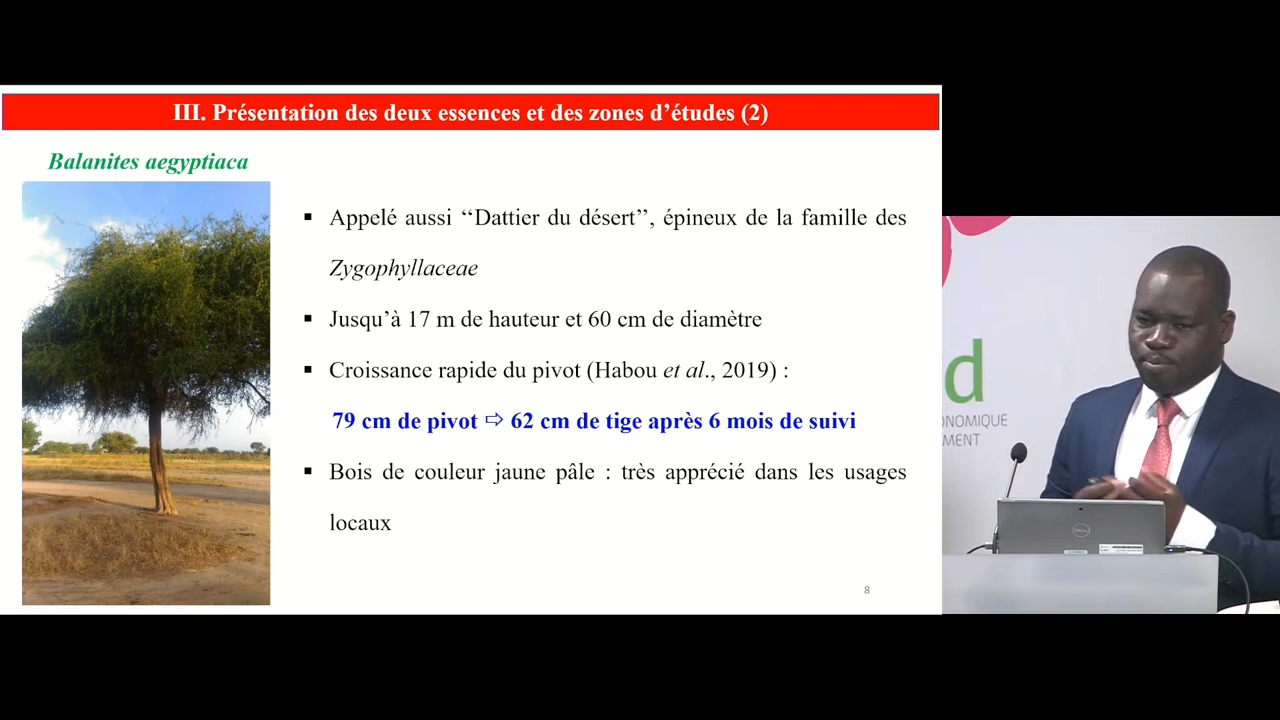 III. Présentation des deux essences et des zones d’études (2)
Balanites aegyptiaca
▪ Appelé aussi ‘‘Dattier du désert’’, épineux de la famille des
Zygophyllaceae
▪ Jusqu’à 17 m de hauteur et 60 cm de diamètre
▪ Croissance rapide du pivot (Habou et al., 2019) :
79 cm de pivot ⇨ 62 cm de tige après 6 mois de suivi
▪ Bois de couleur jaune pâle : très apprécié dans les usages
locaux
8
d
ONOMIQUE
MENT
DELL